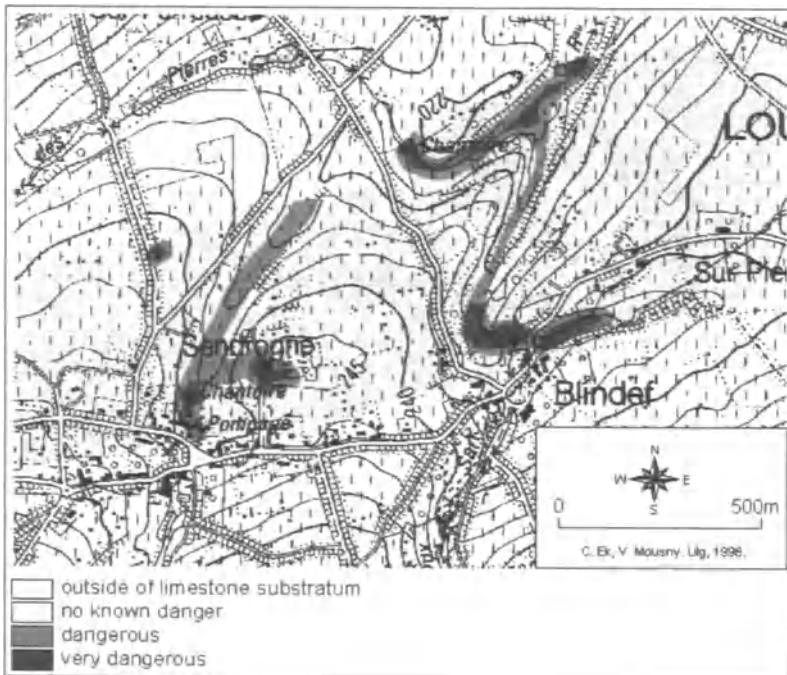 Pierres
220
Chantoire
LOU
Sur Pier
Sendrogne
245
240
Chantoire
Pompage
Blindef
N
W E
S
0 500m
C. Ek, V. Mousny. Ulg, 1996.
outside of limestone substratum
no known danger
dangerous
very dangerous